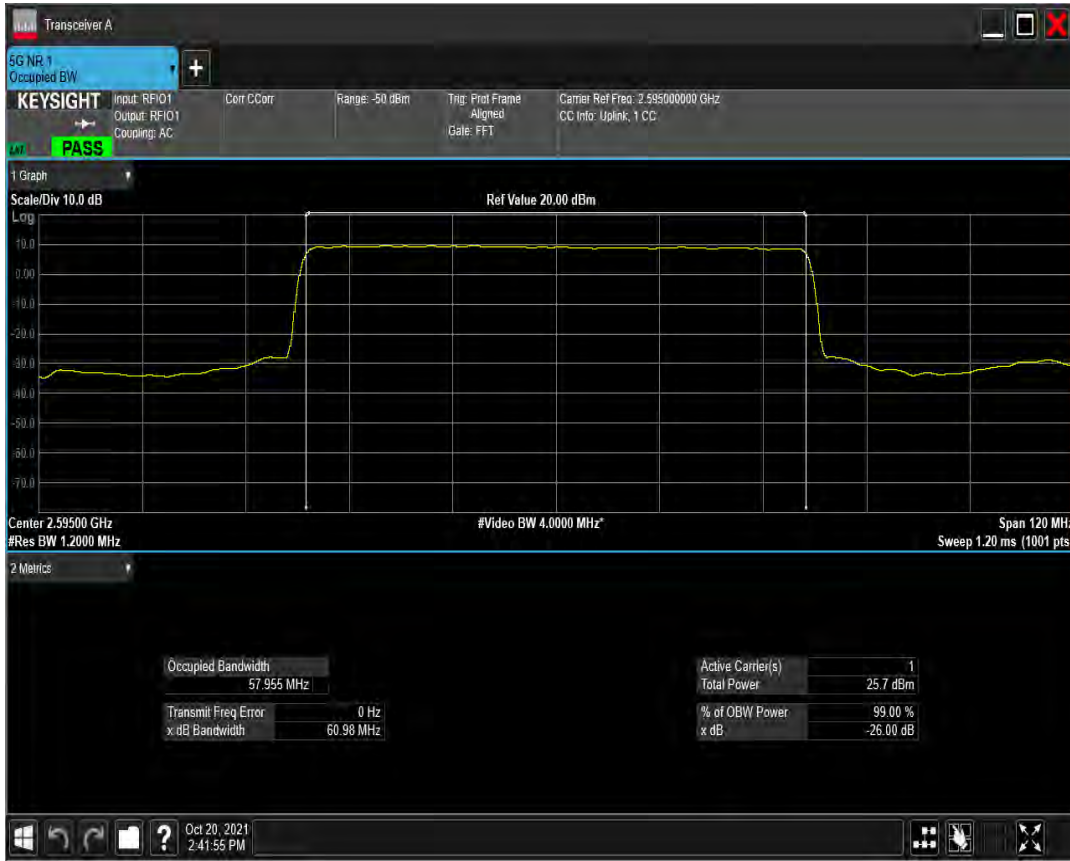 Transceiver A
5G NR 1
Occupied BW
+
KEYSIGHT
PASS
Input: RFIO1
Output: RFIO1
Coupling: AC
Corr CCorr
Range: -50 dBm
Trig: Prot Frame
Aligned
Gate: FFT
Carrier Ref Freq: 2.595000000 GHz
CC Info: Uplink, 1 CC
1 Graph
Scale/Div 10.0 dB
Ref Value 20.00 dBm
Log
10.0
0.00
-10.0
-20.0
-30.0
-40.0
-50.0
-60.0
-70.0
Center 2.59500 GHz
#Video BW 4.0000 MHz*
Span 120 MHz
#Res BW 1.2000 MHz
Sweep 1.20 ms (1001 pts
2 Metrics
Occupied Bandwidth
57.955 MHz
Transmit Freq Error 0 Hz
x dB Bandwidth 60.98 MHz
Active Carrier(s) 1
Total Power 25.7 dBm
% of OBW Power 99.00 %
x dB -26.00 dB
?
Oct 20, 2021
2:41:55 PM